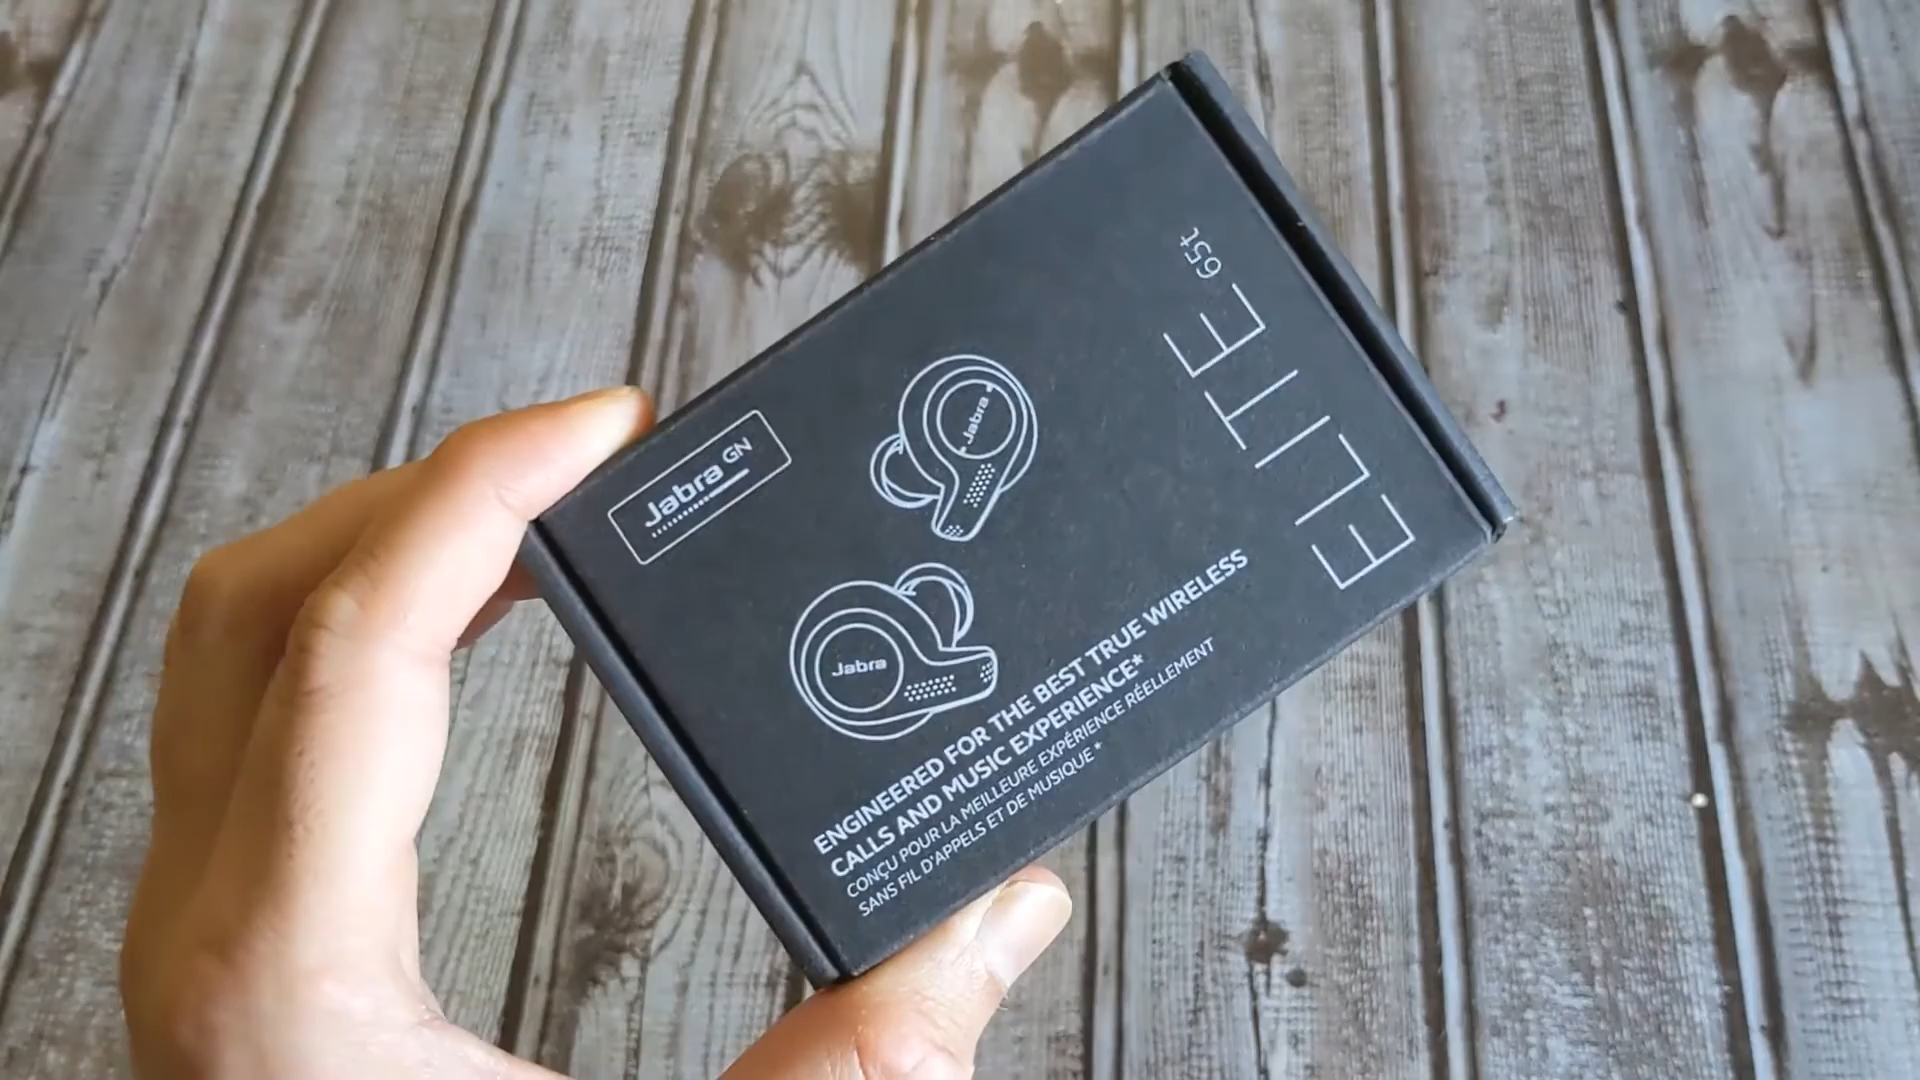 Jabra GN
Jabra
Jabra
ELITE 65t
ENGINEERED FOR THE BEST TRUE WIRELESS
CALLS AND MUSIC EXPERIENCE*
CONÇU POUR LA MEILLEURE EXPÉRIENCE RÉELLEMENT
SANS FIL D'APPELS ET DE MUSIQUE*